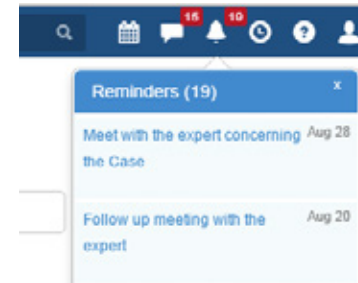 15 19
Reminders (19) x
Meet with the expert concerning Aug 28
the Case
Follow up meeting with the Aug 20
expert